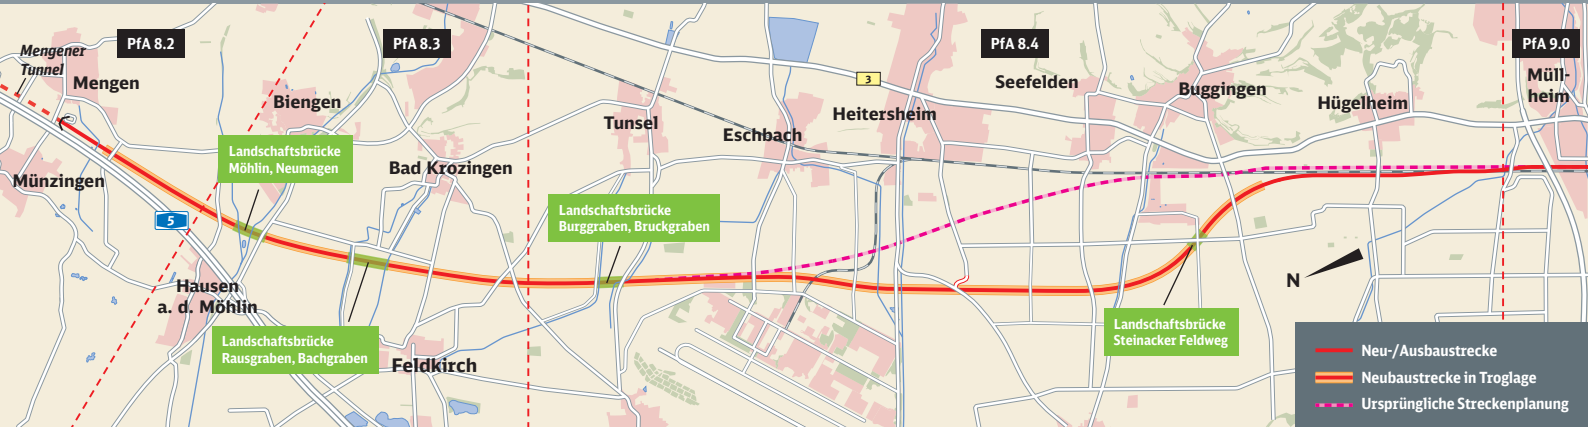 PfA 8.2
PfA 8.3
PfA 8.4
PfA 9.0
Mengener
Tunnel
Mengen
Biengen
Tunsel
Eschbach
3
Heitersheim
Seefelden
Buggingen
Hügelheim
Müll-
heim
Münzingen
Landschaftsbrücke
Möhlin, Neumagen
Bad Krozingen
5
Landschaftsbrücke
Burggraben, Bruckgraben
Hausen
a. d. Möhlin
Landschaftsbrücke
Rausgraben, Bachgraben
Feldkirch
Landschaftsbrücke
Steinacker Feldweg
N
Neu-/Ausbaustrecke
Neubaustrecke in Troglage
Ursprüngliche Streckenplanung